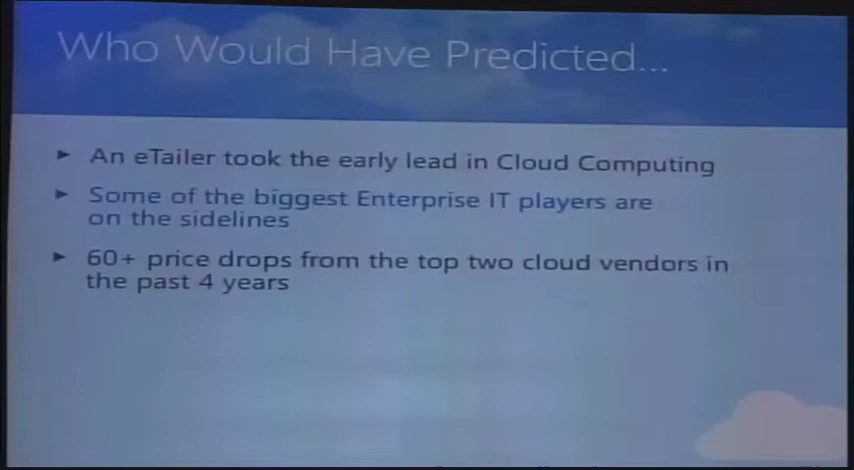 Who Would Have Predicted...
► An eTailer took the early lead in Cloud Computing
► Some of the biggest Enterprise IT players are
on the sidelines
► 60+ price drops from the top two cloud vendors in
the past 4 years